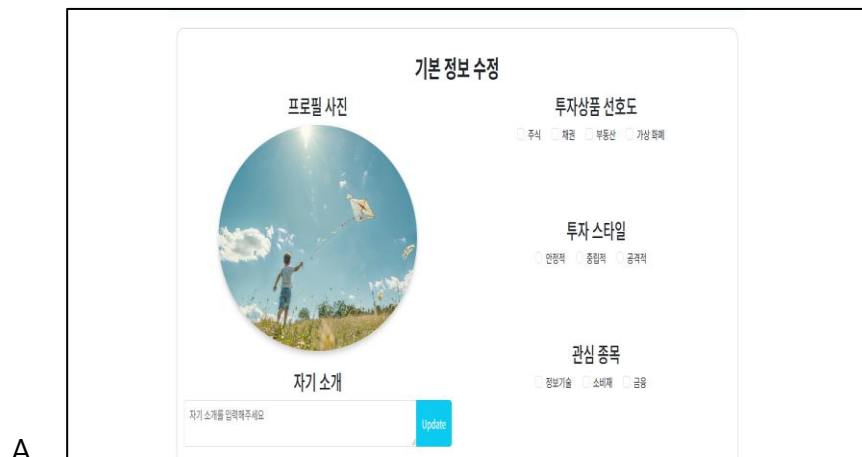 기본 정보 수정
프로필 사진
투자상품 선호도
주식 채권 부동산 가상 화폐
투자 스타일
안정적 중립적 공격적
관심 종목
정보기술 소비재 금융
자기 소개
자기 소개를 입력해주세요
Update
A